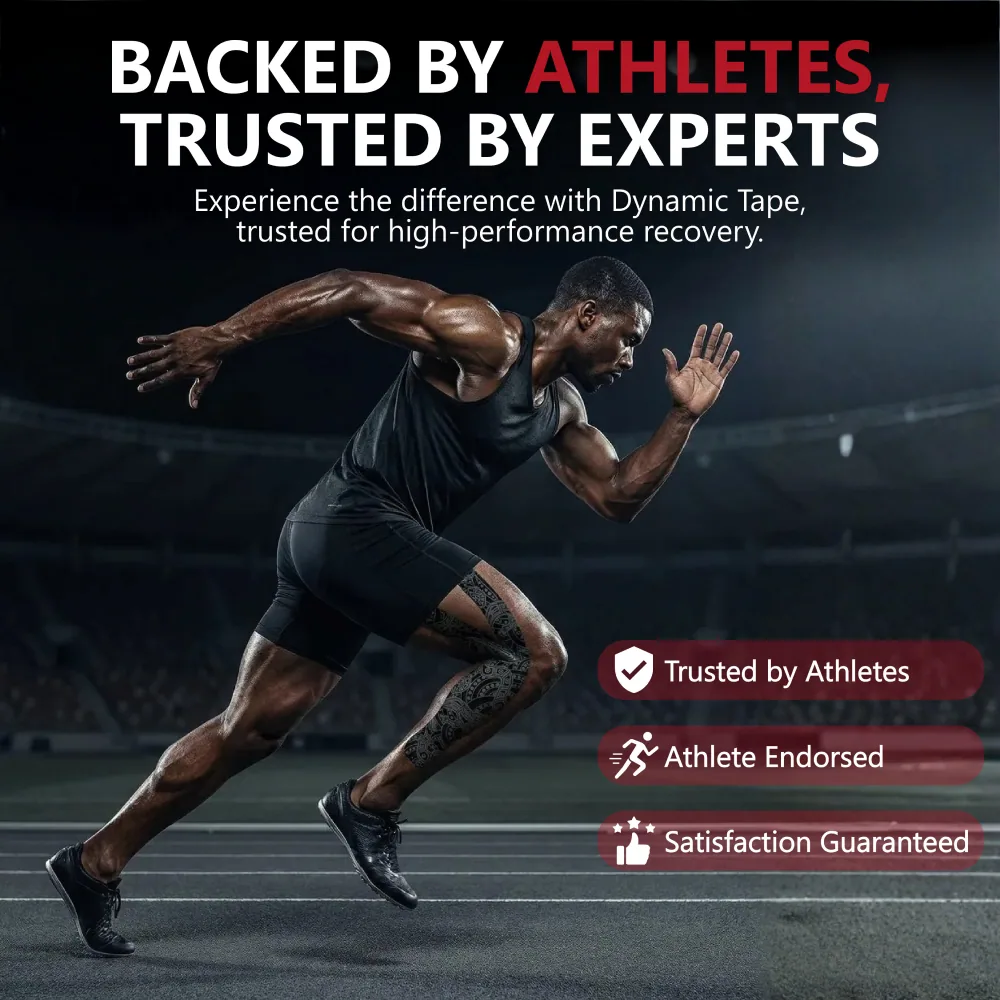 BACKED BY ATHLETES,
TRUSTED BY EXPERTS
Experience the difference with Dynamic Tape,
trusted for high-performance recovery.
Trusted by Athletes
Athlete Endorsed
Satisfaction Guaranteed